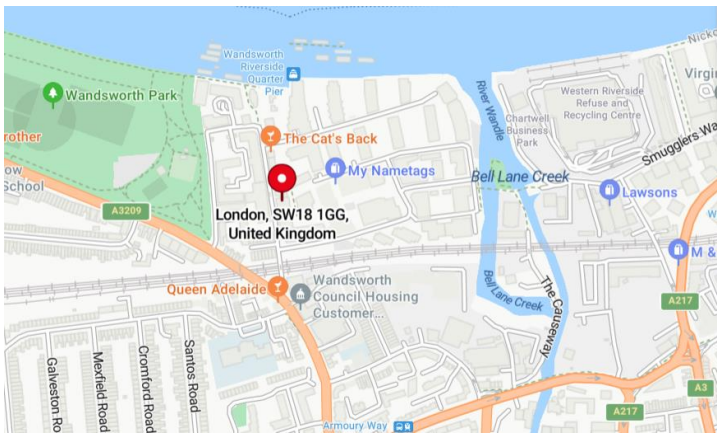 Wandsworth
Riverside
Quarter
Pier
Wandsworth Park
The Cat's Back
My Nametags
London, SW18 1GG,
United Kingdom
A3209
School
Queen Adelaide
Wandsworth
Council Housing
Customer...
River Wandle
Chartwell
Business
Park
Western Riverside
Refuse and
Recycling Centre
Bell Lane Creek
Smugglers Wa
Lawsons
M &
Bell Lane Creek
The Causeway
A217
A3
A217
Armoury Way
Galveston Road
Mexfield Road
Cromford Road
Santos Road
Virgin
rother
ow
Nicko